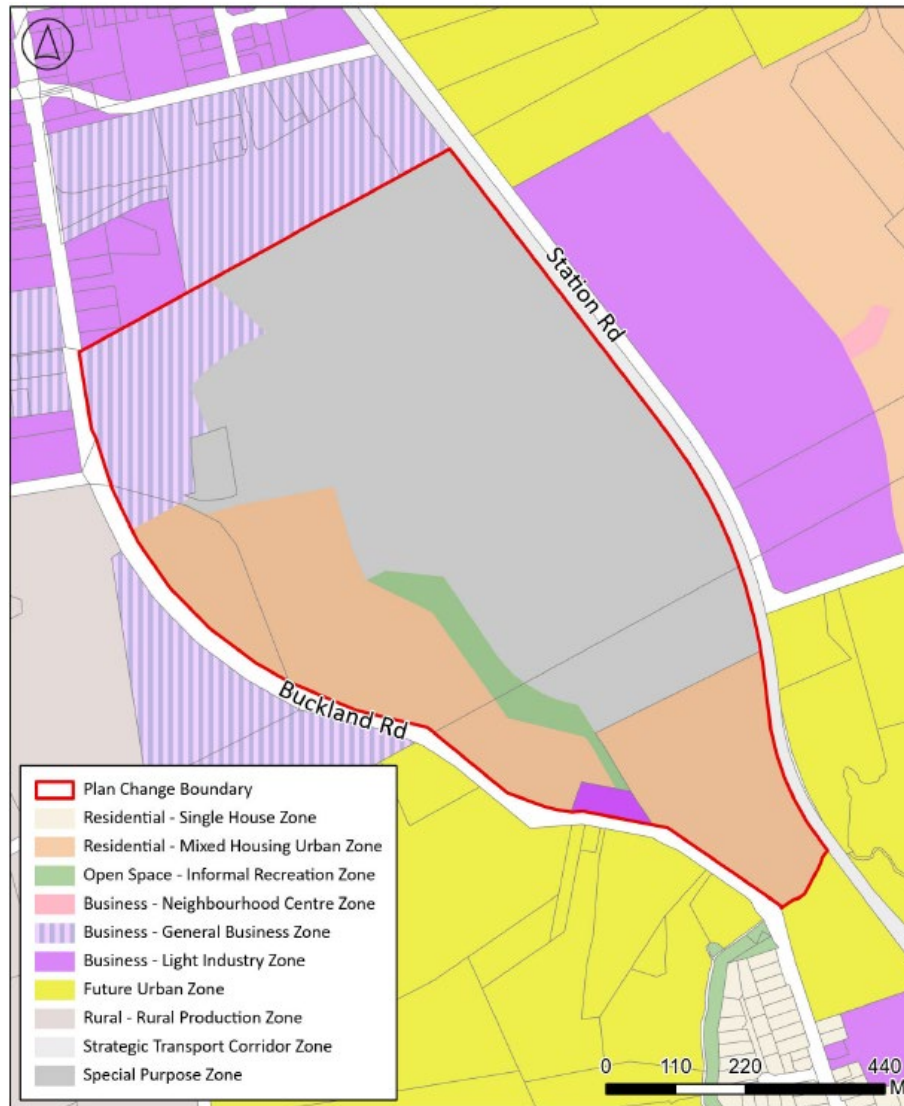 Station Rd
Buckland Rd
Plan Change Boundary
Residential - Single House Zone
Residential - Mixed Housing Urban Zone
Open Space - Informal Recreation Zone
Business - Neighbourhood Centre Zone
Business - General Business Zone
Business - Light Industry Zone
Future Urban Zone
Rural - Rural Production Zone
Strategic Transport Corridor Zone
Special Purpose Zone
0 110 220 440
M